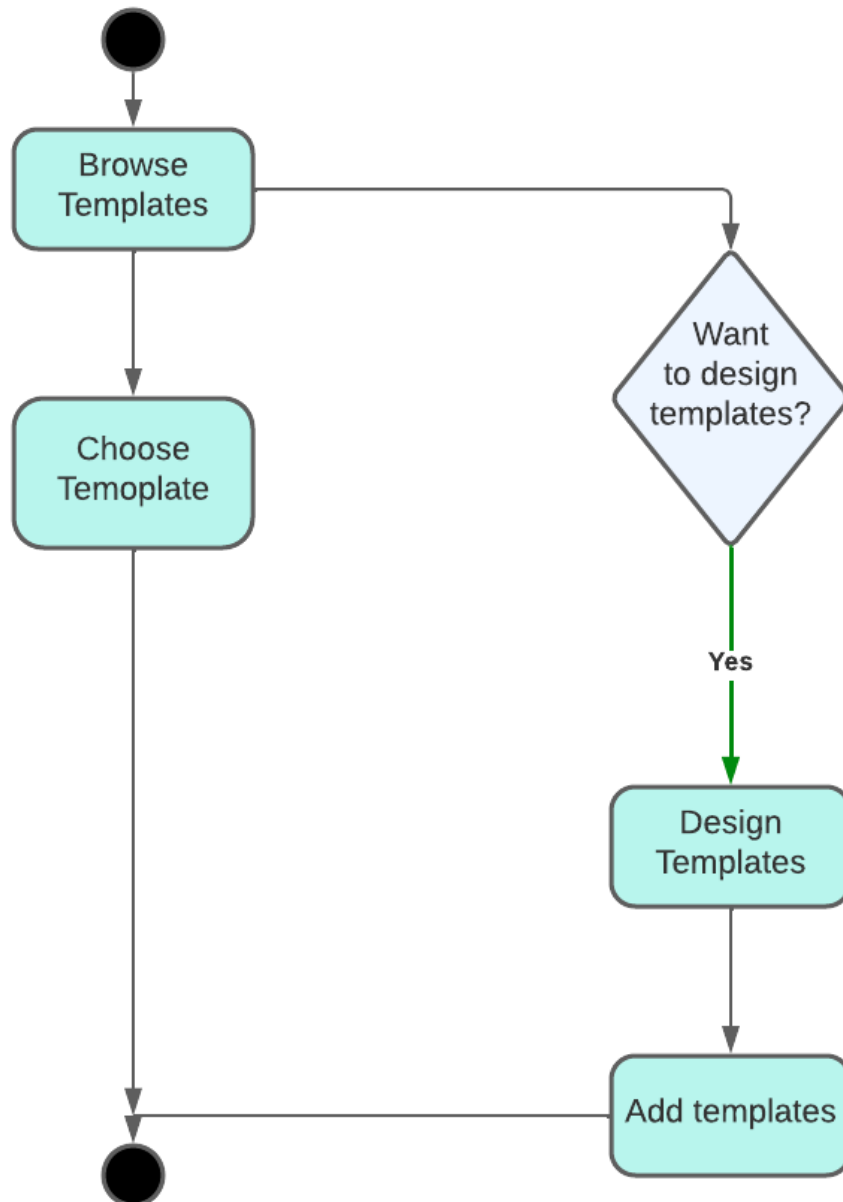 Browse
Templates
Want
to design
templates?
Choose
Temoplate
Yes
Design
Templates
Add templates